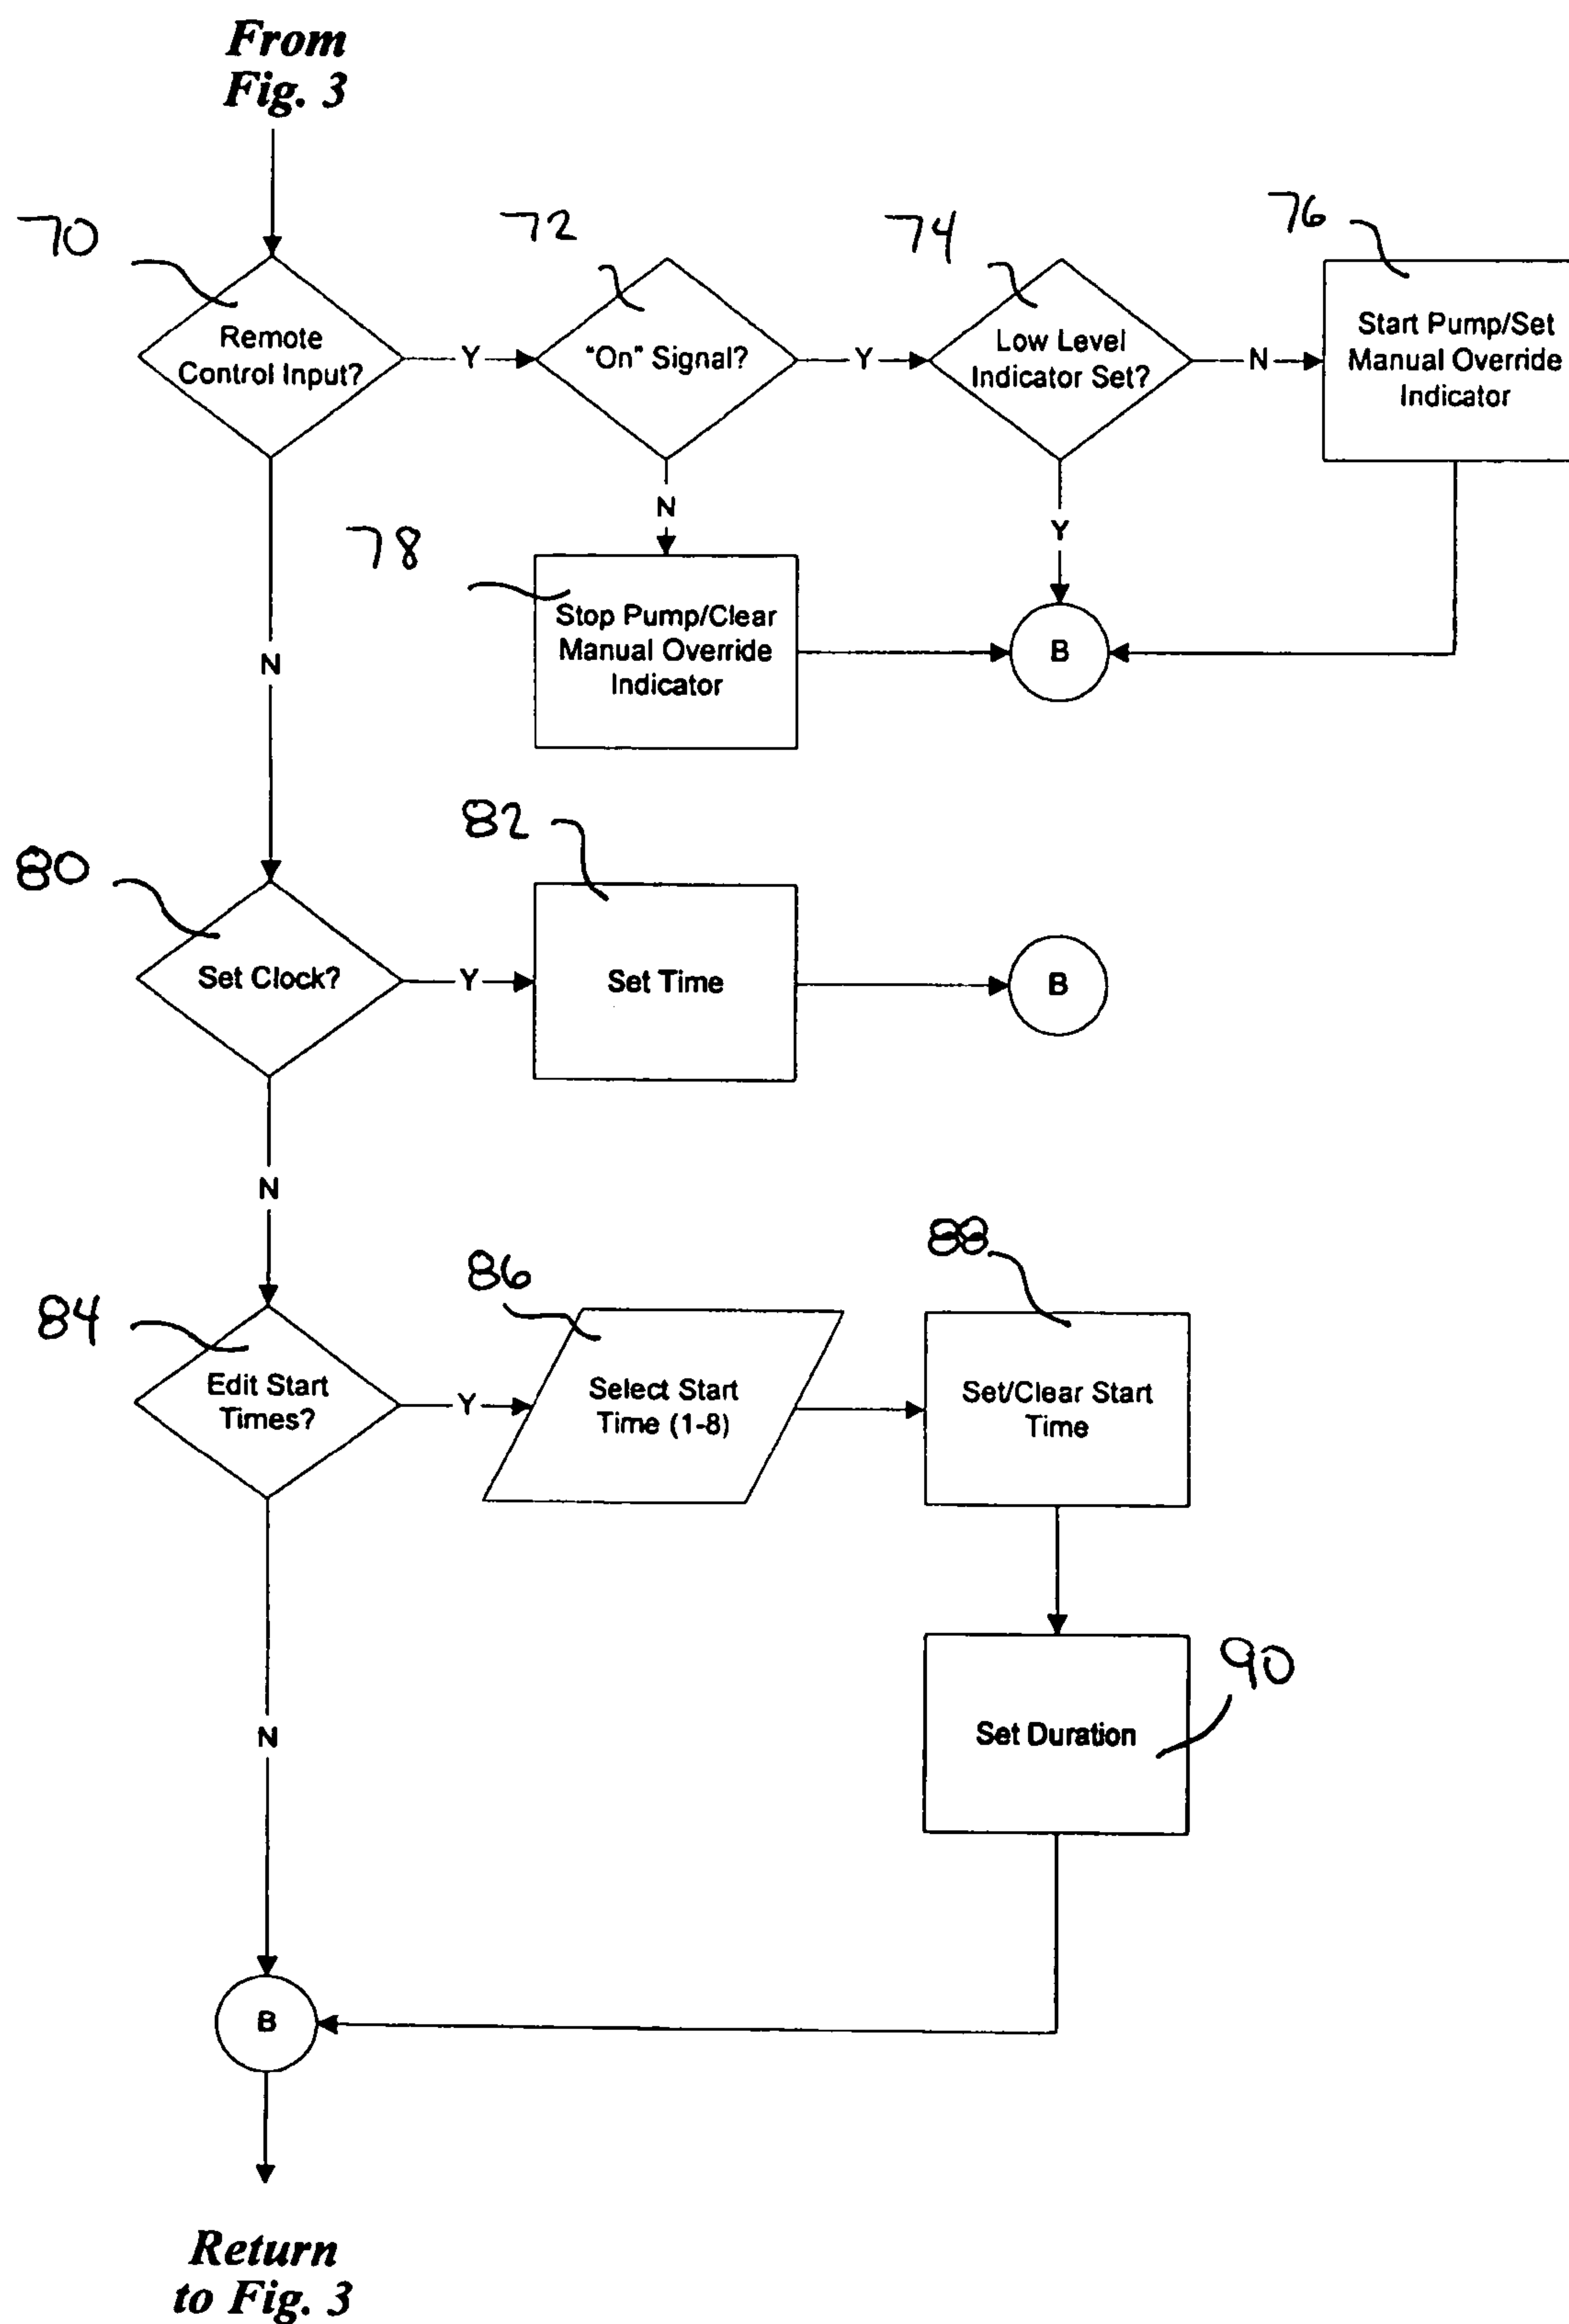 From
Fig. 3
70
72
74
76
Remote
Control Input?
Y
"On" Signal?
Y
Low Level
Indicator Set?
N
Start Pump/Set
Manual Override
Indicator
N
Y
78
Stop Pump/Clear
Manual Override
Indicator
B
N
82
80
Set Clock?
Y
Set Time
B
N
84
86
88
Edit Start
Times?
Y
Select Start
Time (1-8)
Set/Clear Start
Time
90
Set Duration
N
B
Return
to Fig. 3